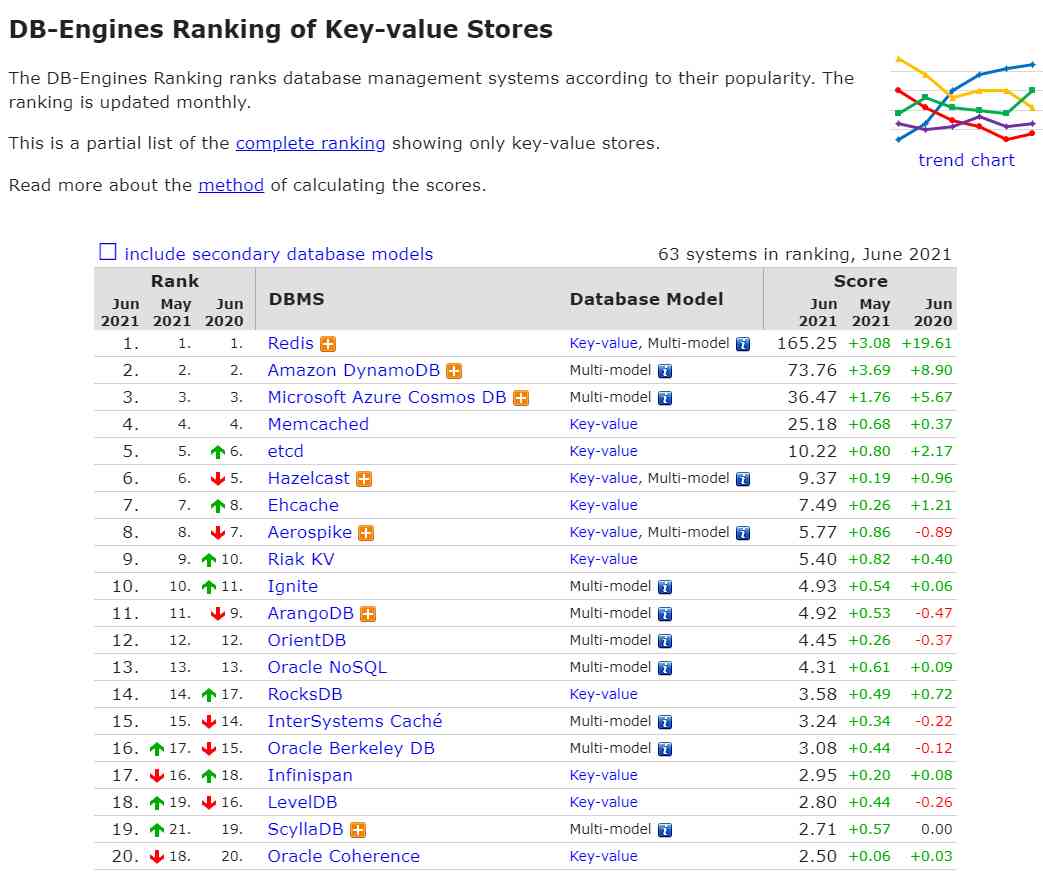 DB-Engines Ranking of Key-value Stores
The DB-Engines Ranking ranks database management systems according to their popularity. The
ranking is updated monthly.
This is a partial list of the complete ranking showing only key-value stores.
trend chart
Read more about the method of calculating the scores.
include secondary database models 63 systems in ranking, June 2021
Rank DBMS Database Model Score
Jun May Jun Jun May Jun
2021 2021 2020 2021 2021 2020
1. 1. 1. Redis Key-value, Multi-model 165.25 +3.08 +19.61
2. 2. 2. Amazon DynamoDB Multi-model 73.76 +3.69 +8.90
3. 3. 3. Microsoft Azure Cosmos DB Multi-model 36.47 +1.76 +5.67
4. 4. 4. Memcached Key-value 25.18 +0.68 +0.37
5. 5. 6. etcd Key-value 10.22 +0.80 +2.17
6. 6. 5. Hazelcast Key-value, Multi-model 9.37 +0.19 +0.96
7. 7. 8. Ehcache Key-value 7.49 +0.26 +1.21
8. 8. 7. Aerospike Key-value, Multi-model 5.77 +0.86 -0.89
9. 9. 10. Riak KV Key-value 5.40 +0.82 +0.40
10. 10. 11. Ignite Multi-model 4.93 +0.54 +0.06
11. 11. 9. ArangoDB Multi-model 4.92 +0.53 -0.47
12. 12. 12. OrientDB Multi-model 4.45 +0.26 -0.37
13. 13. 13. Oracle NoSQL Multi-model 4.31 +0.61 +0.09
14. 14. 17. RocksDB Key-value 3.58 +0.49 +0.72
15. 15. 14. InterSystems Caché Multi-model 3.24 +0.34 -0.22
16. 17. 15. Oracle Berkeley DB Multi-model 3.08 +0.44 -0.12
17. 16. 18. Infinispan Key-value 2.95 +0.20 +0.08
18. 19. 16. LevelDB Key-value 2.80 +0.44 -0.26
19. 21. 19. ScyllaDB Multi-model 2.71 +0.57 0.00
20. 18. 20. Oracle Coherence Key-value 2.50 +0.06 +0.03